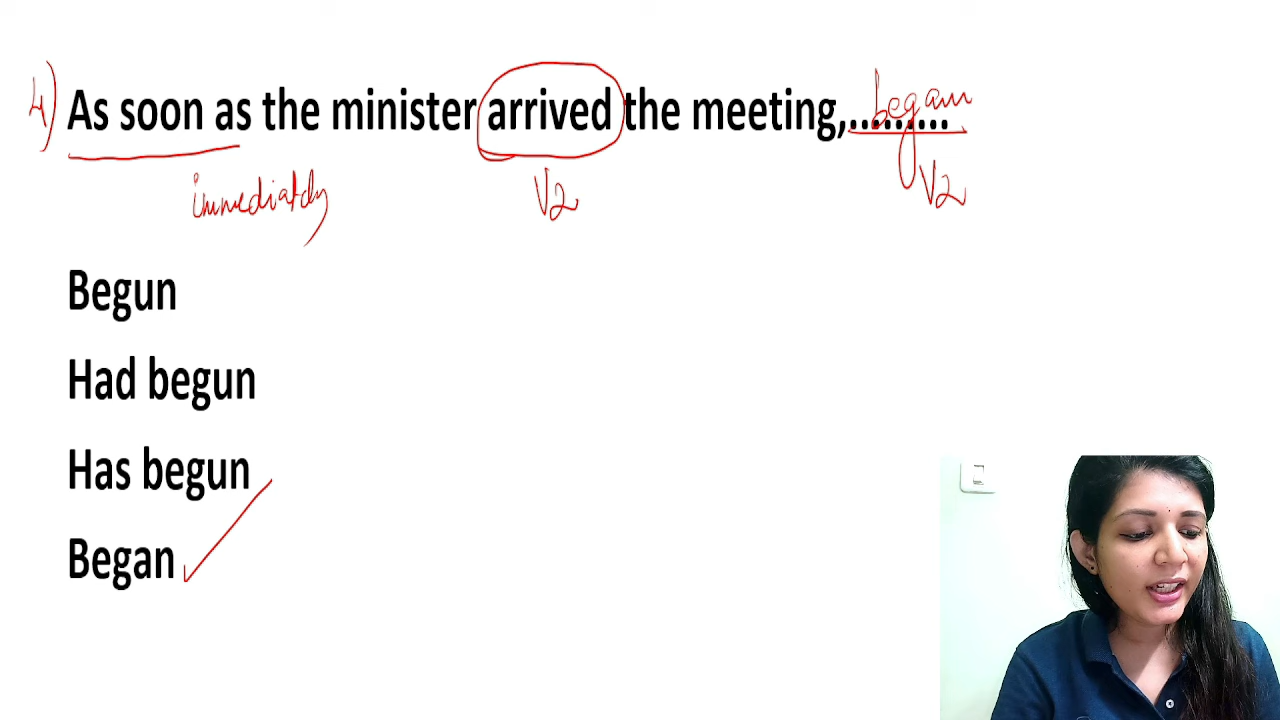 4) As soon as the minister arrived the meeting,.........
began
immediately
V2
V2
Begun
Had begun
Has begun
Began